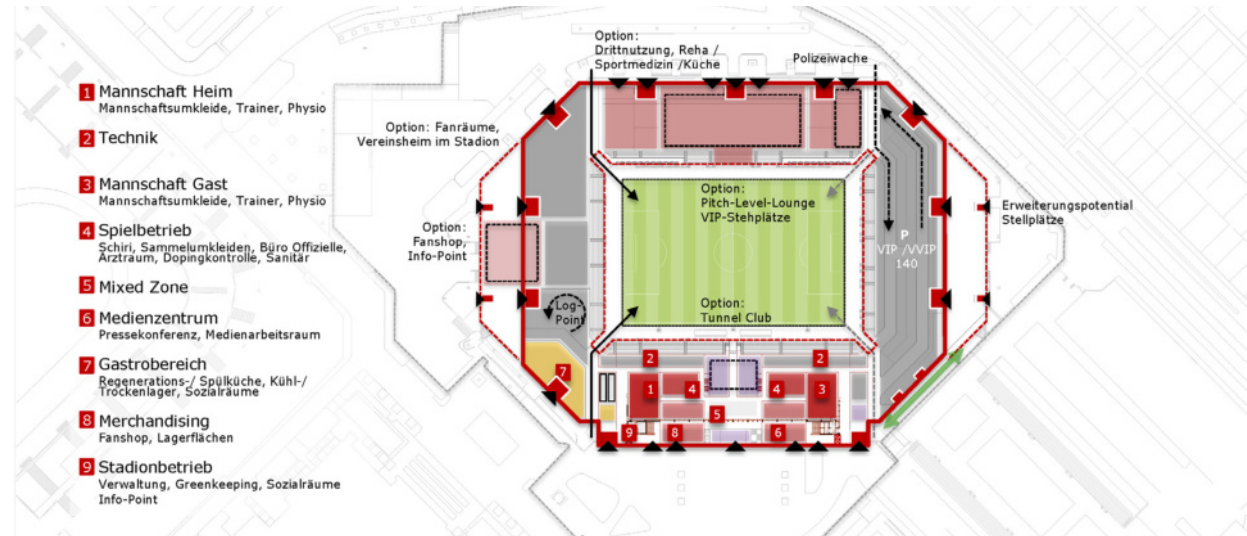 1 Mannschaft Heim
Mannschaftsumkleide, Trainer, Physio
2 Technik
3 Mannschaft Gast
Mannschaftsumkleide, Trainer, Physio
4 Spielbetrieb
Schiri, Sammelumkleiden, Büro Offizielle,
Arztraum, Dopingkontrolle, Sanitär
5 Mixed Zone
6 Medienzentrum
Pressekonferenz, Medienarbeitsraum
7 Gastrobereich
Regenerations-/ Spülküche, Kühl-/
Trockenlager, Sozialräume
8 Merchandising
Fanshop, Lagerflächen
9 Stadionbetrieb
Verwaltung, Greenkeeping, Sozialräume
Info-Point
Option:
Drittnutzung, Reha /
Sportmedizin /Küche
Polizeiwache
Option: Fanräume,
Vereinsheim im Stadion
Option:
Pitch-Level-Lounge
VIP-Stehplätze
Erweiterungspotential
Stellplätze
Option:
Fanshop,
Info-Point
P
VIP /VVIP
140
Log-
Point
Option:
Tunnel Club
2
2
7
1
4
4
3
5
9
8
6